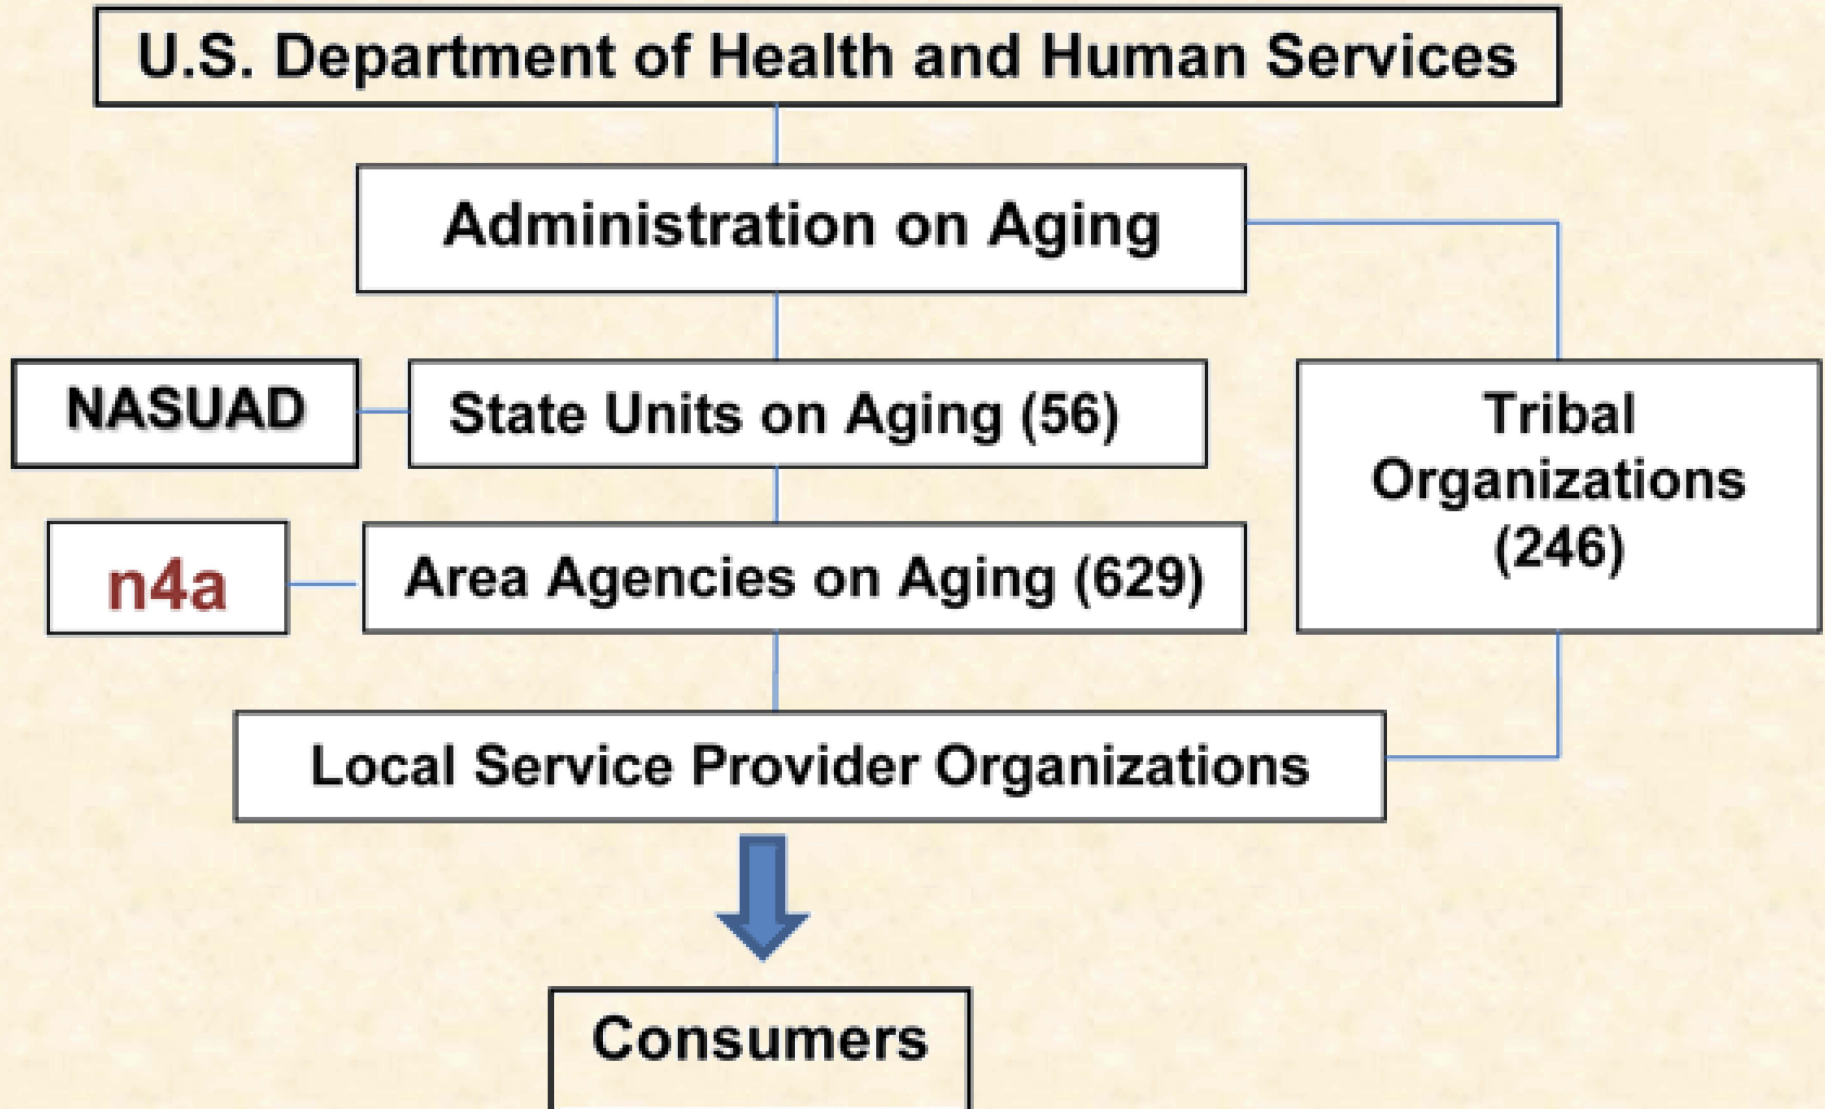 U.S. Department of Health and Human Services
Administration on Aging
NASUAD
State Units on Aging (56)
Tribal
Organizations
(246)
n4a
Area Agencies on Aging (629)
Local Service Provider Organizations
Consumers